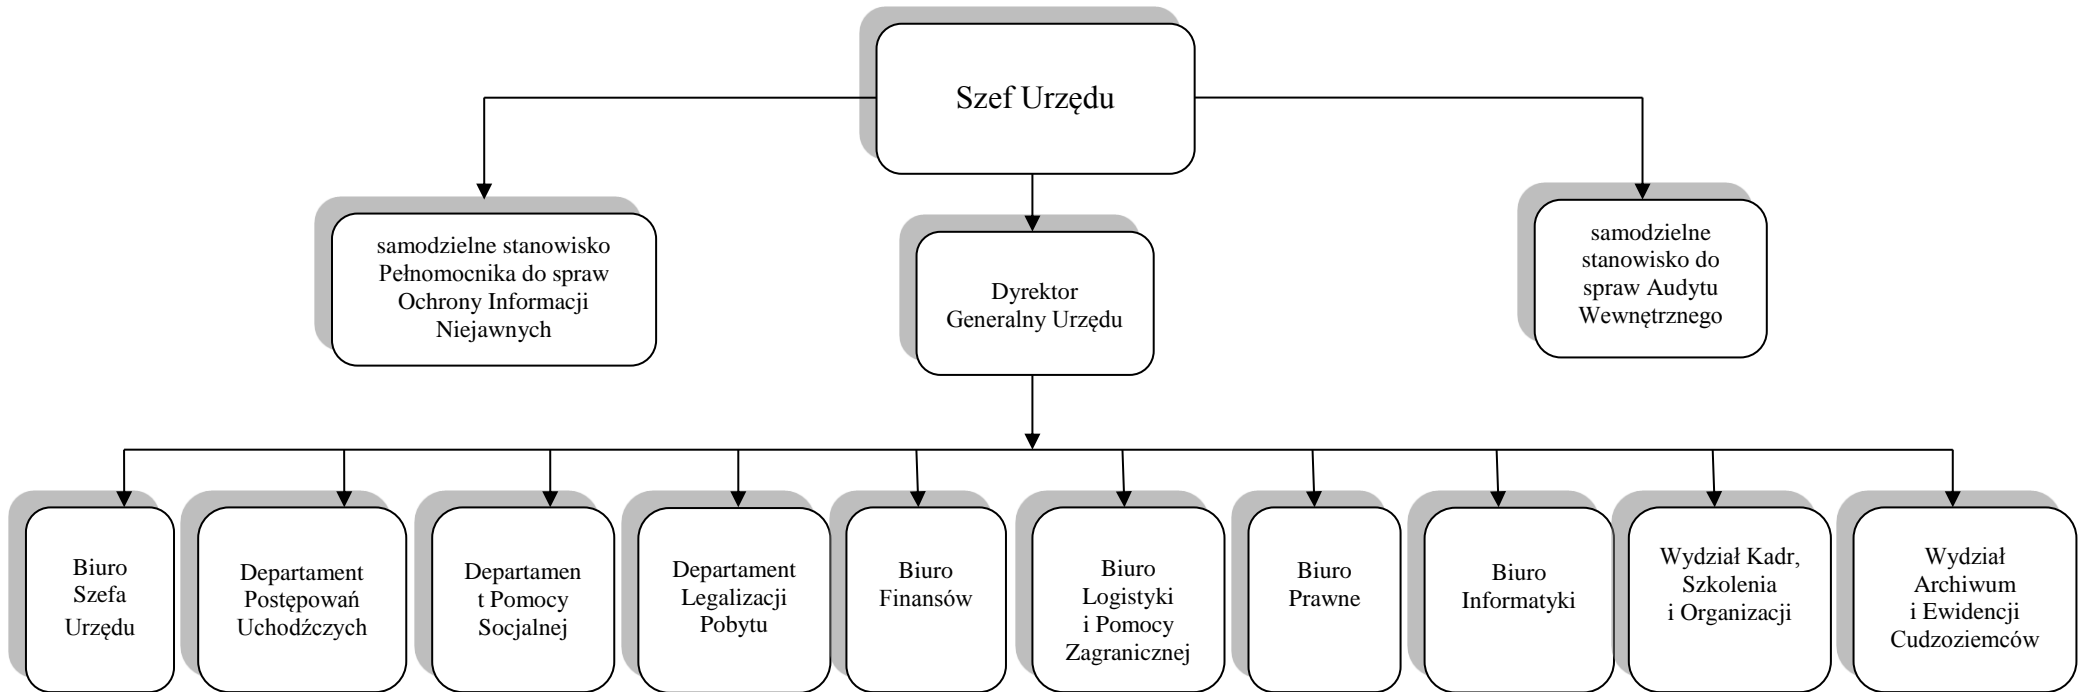 Szef Urzędu
samodzielne stanowisko
Pełnomocnika do spraw
Ochrony Informacji
Niejawnych
Dyrektor
Generalny Urzędu
samodzielne
stanowisko do
spraw Audytu
Wewnętrznego
Biuro
Szefa
Urzędu
Departament
Postępowań
Uchodźczych
Departamen
t Pomocy
Socjalnej
Departament
Legalizacji
Pobytu
Biuro
Finansów
Biuro
Logistyki
i Pomocy
Zagranicznej
Biuro
Prawne
Biuro
Informatyki
Wydział Kadr,
Szkolenia
i Organizacji
Wydział
Archiwum
i Ewidencji
Cudzoziemców